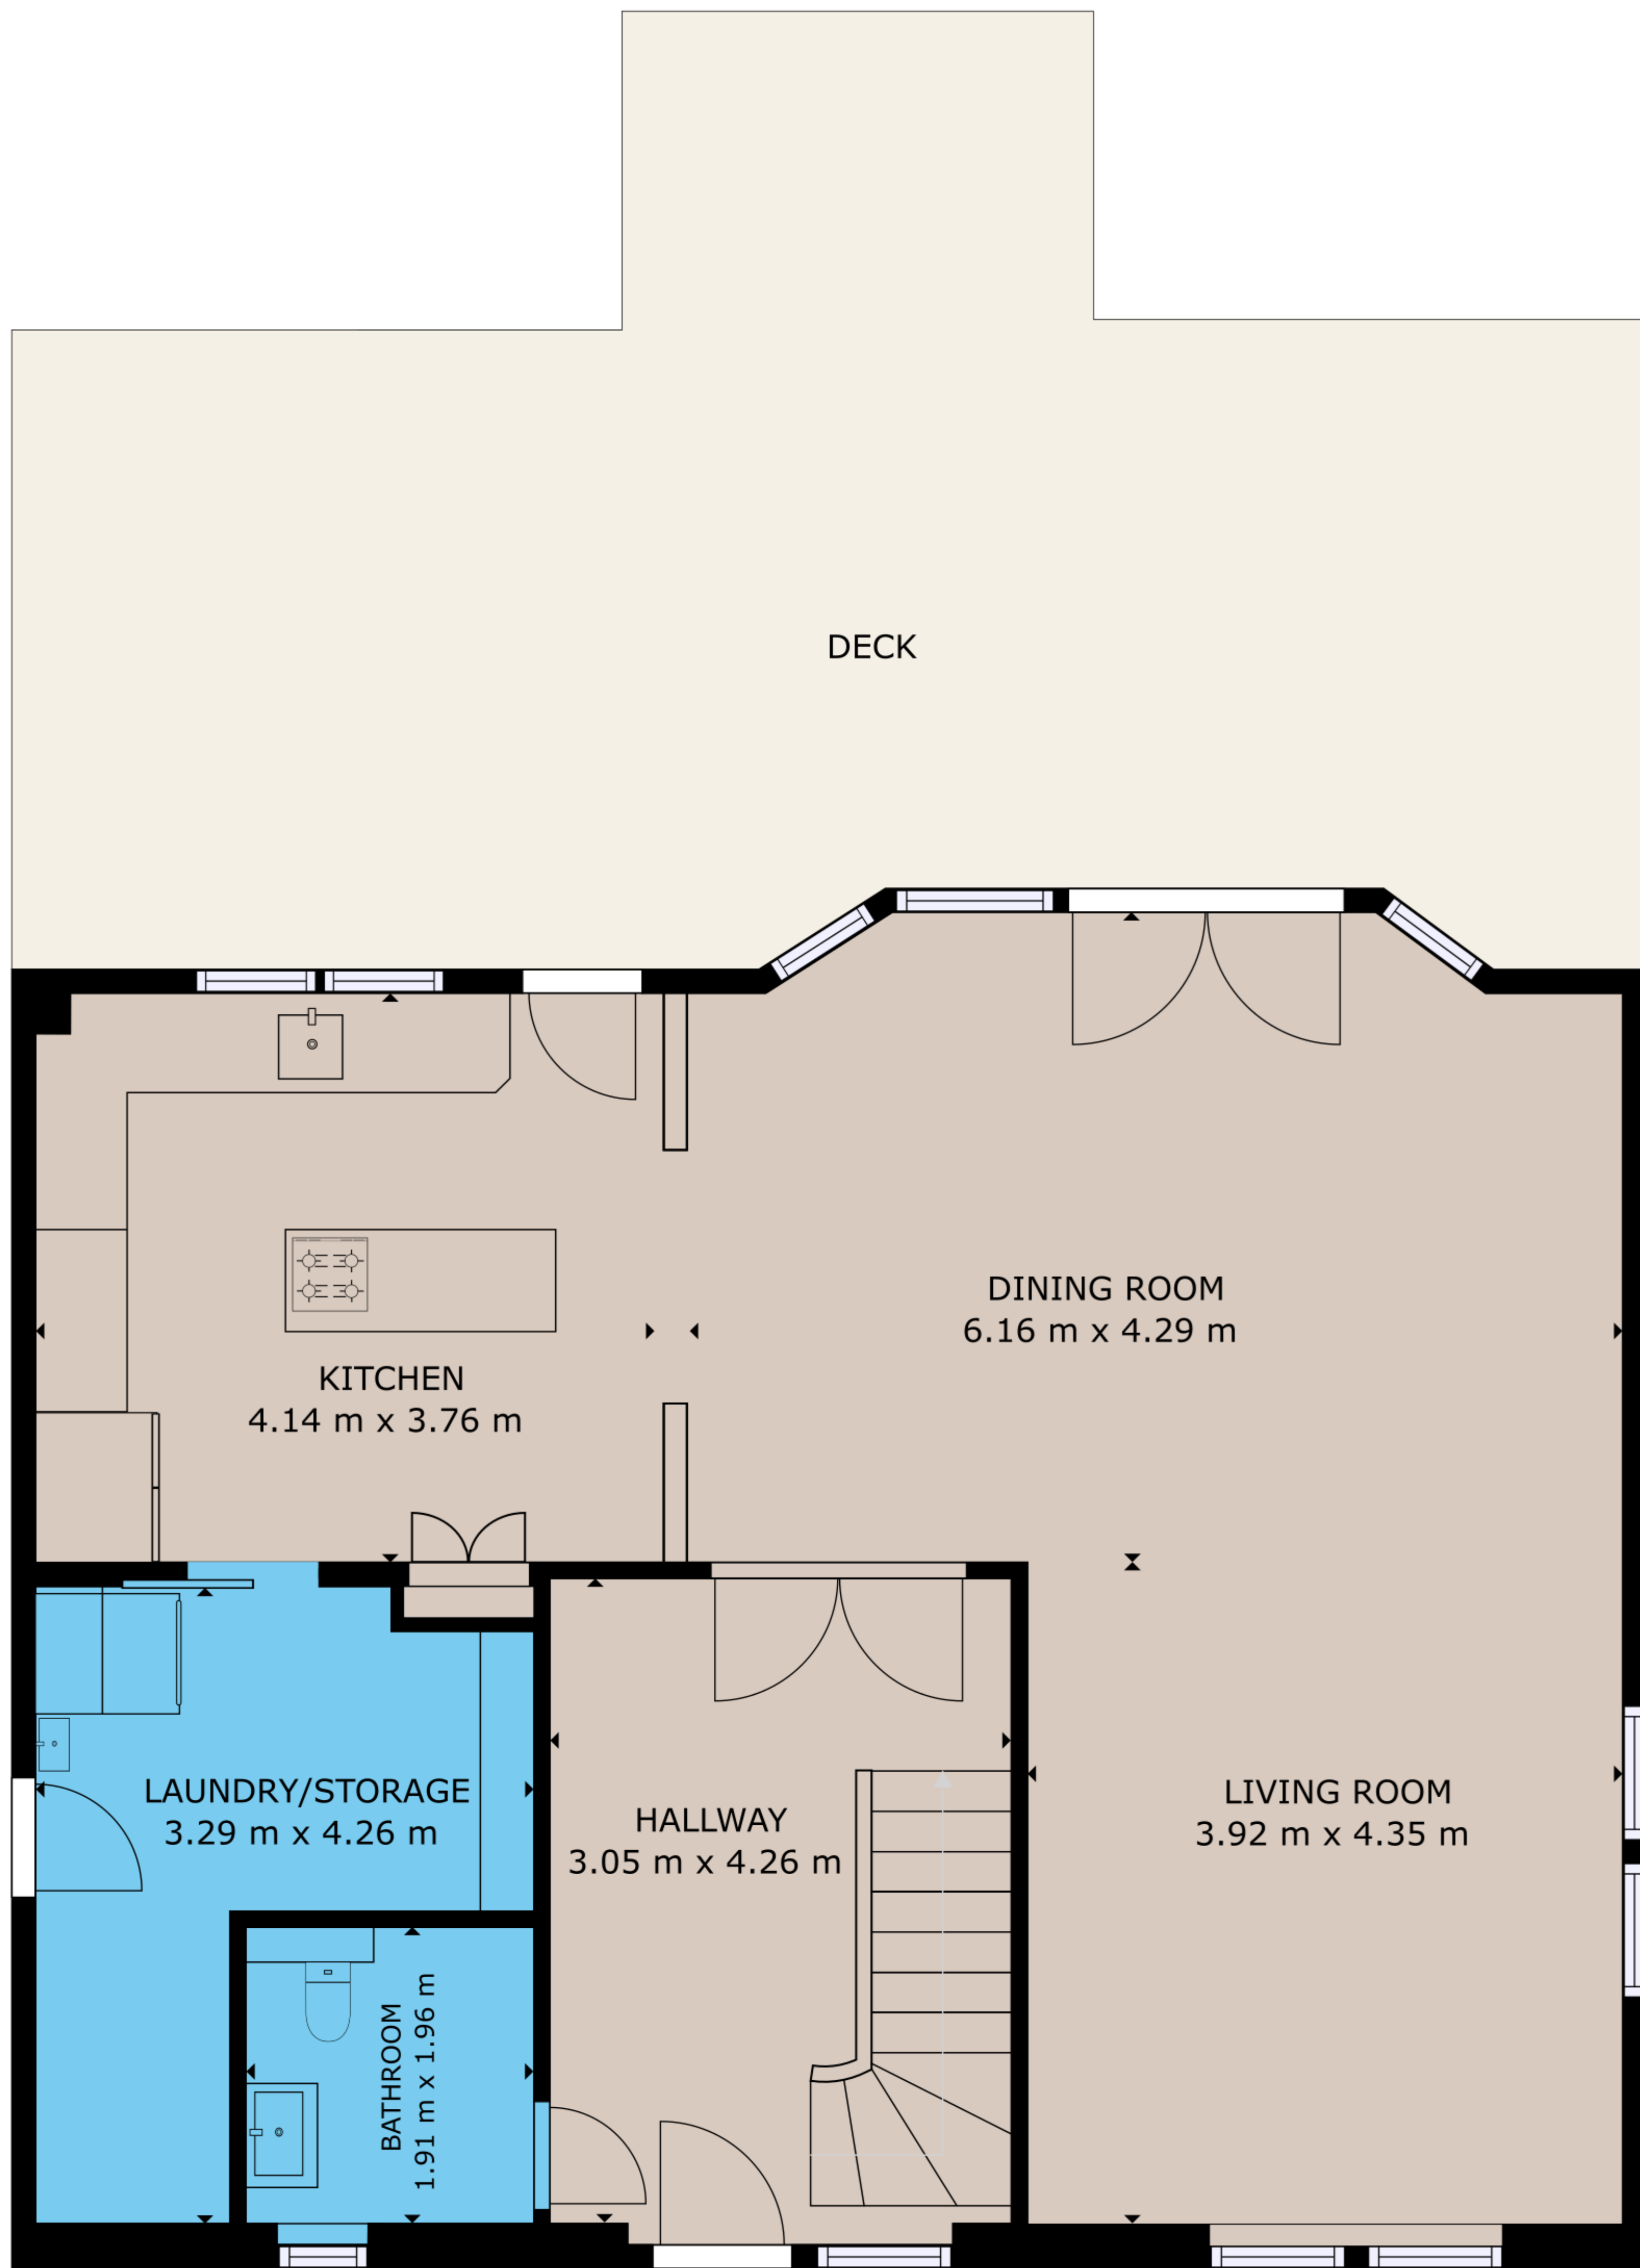 DECK
DINING ROOM
6.16 m x 4.29 m
KITCHEN
4.14 m x 3.76 m
LAUNDRY/STORAGE
3.29 m x 4.26 m
HALLWAY
3.05 m x 4.26 m
LIVING ROOM
3.92 m x 4.35 m
BATHROOM
1.91 m x 1.96 m